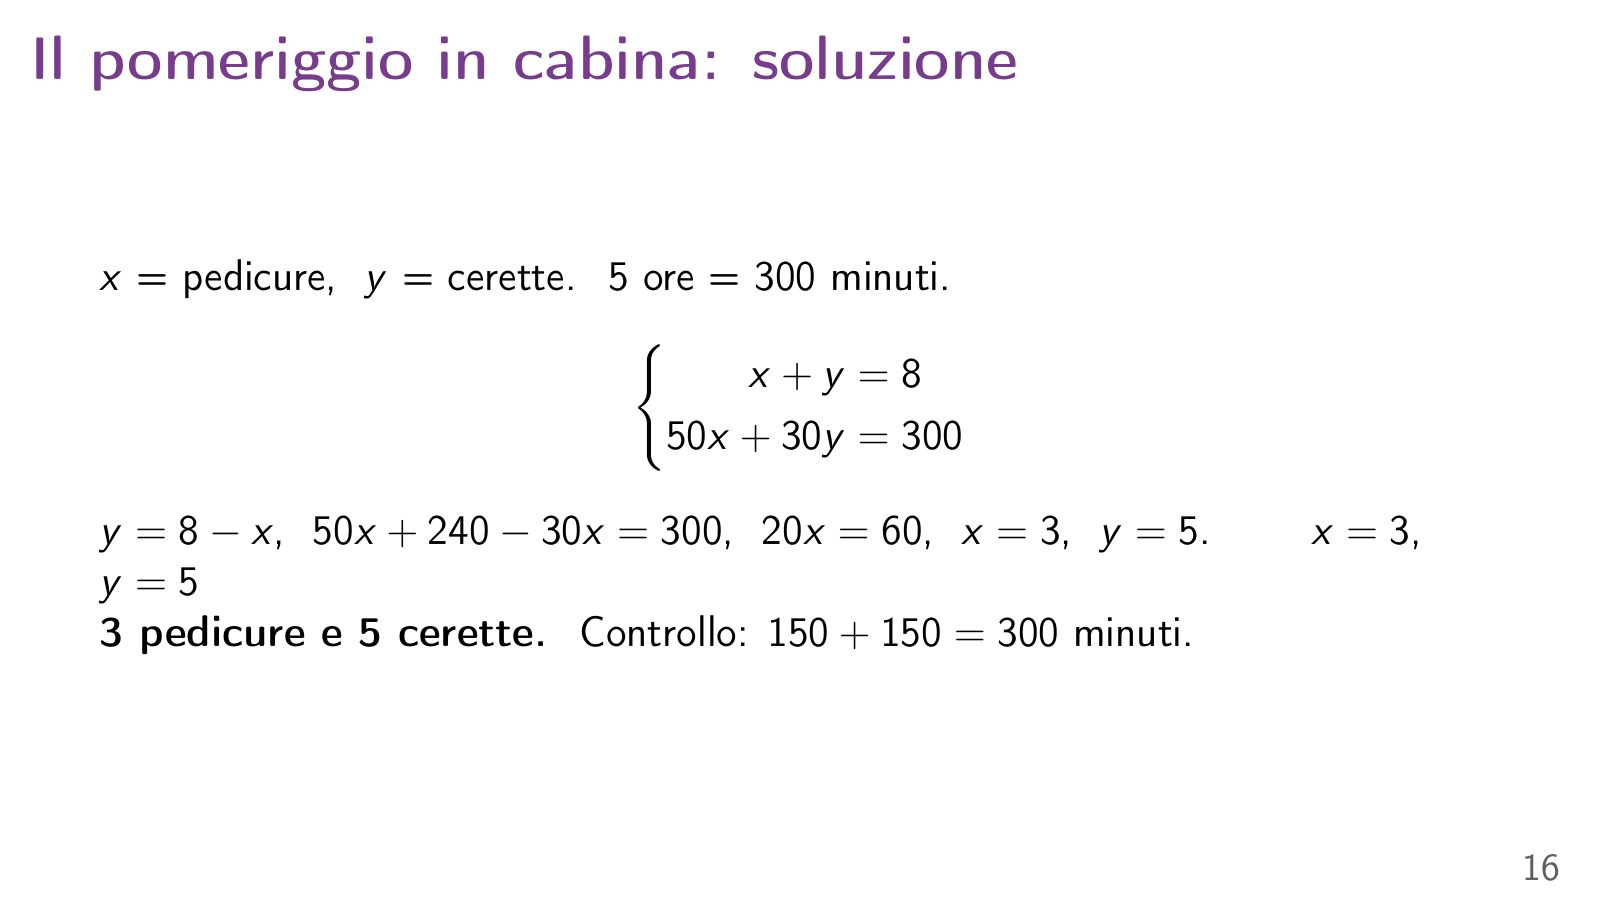 Il pomeriggio in cabina: soluzione
x = pedicure, y = cerette. 5 ore = 300 minuti.
x + y = 8
50x + 30y = 300
y = 8 − x, 50x + 240 − 30x = 300, 20x = 60, x = 3, y = 5. x = 3,
y = 5
3 pedicure e 5 cerette. Controllo: 150 + 150 = 300 minuti.
16